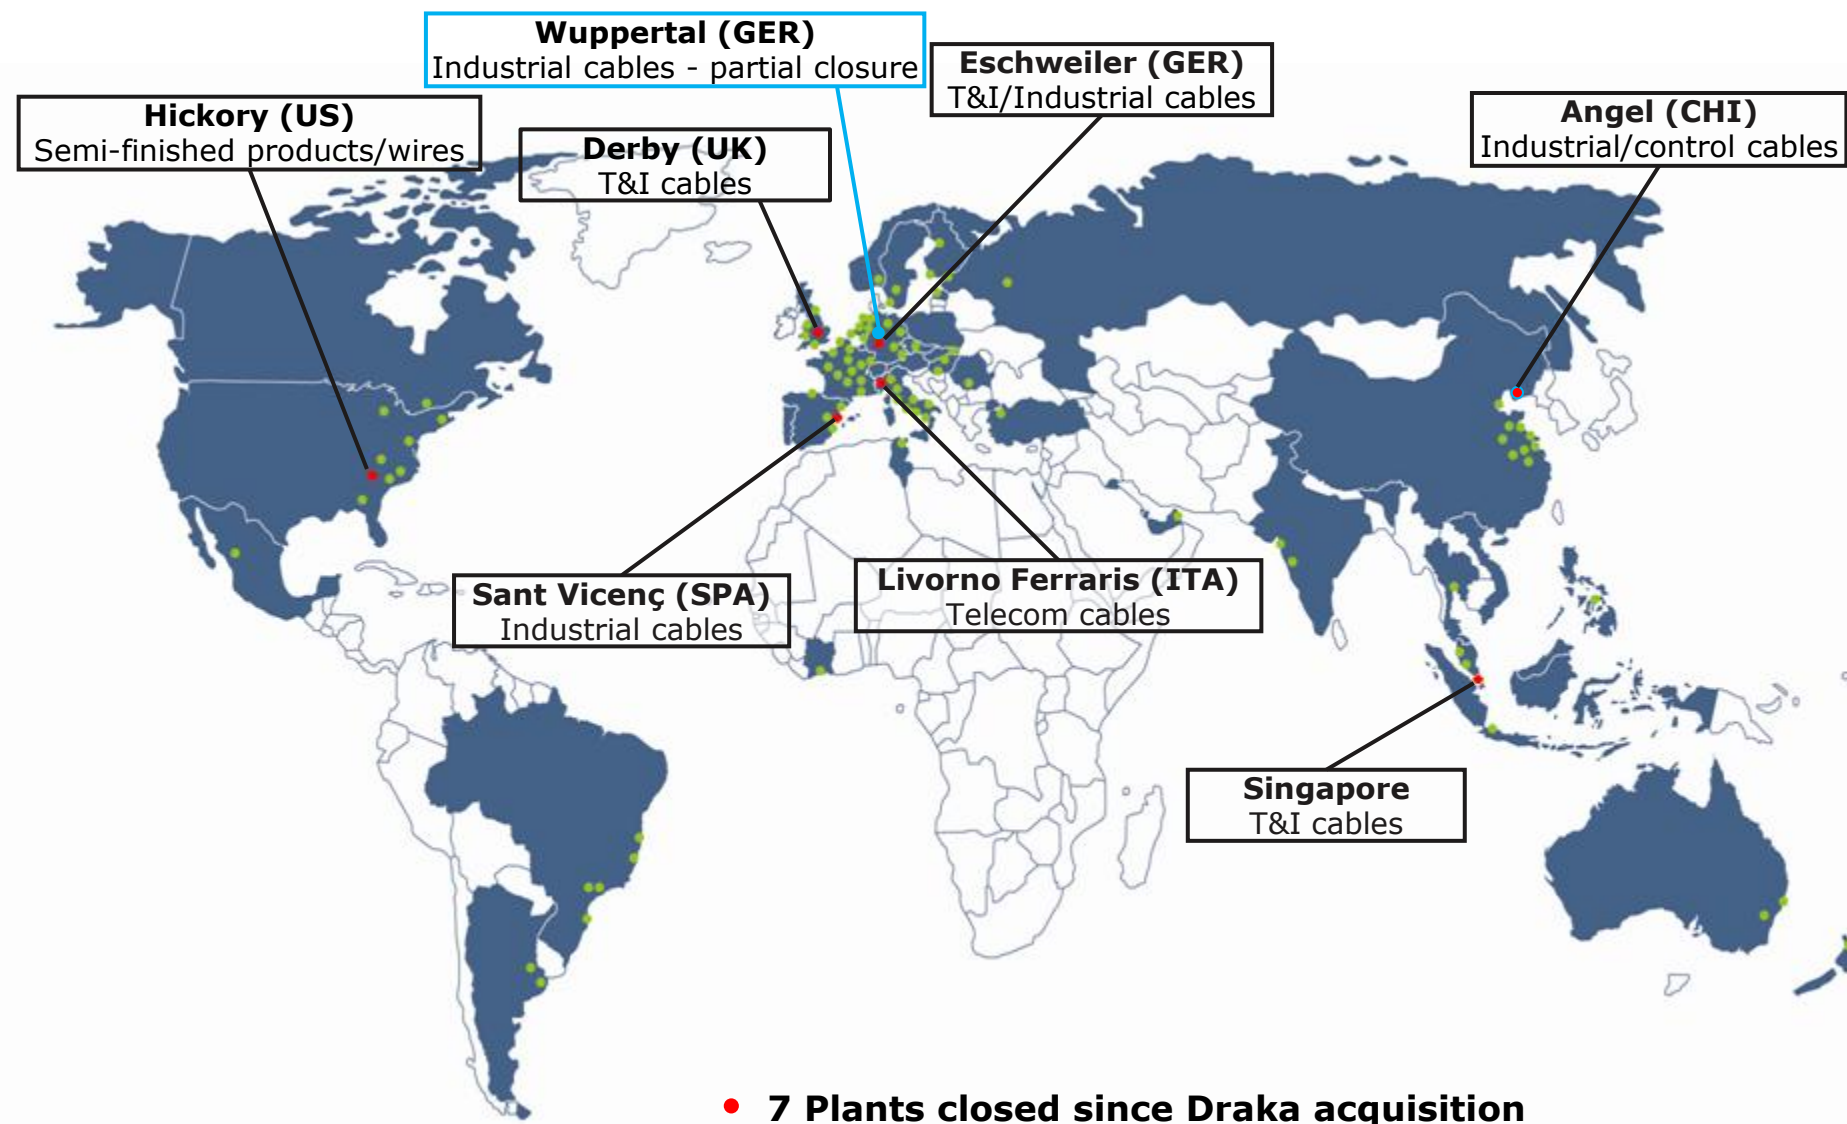 Wuppertal (GER)
Industrial cables - partial closure
Eschweiler (GER)
T&I/Industrial cables
Hickory (US)
Semi-finished products/wires
Derby (UK)
T&I cables
Angel (CHI)
Industrial/control cables
Sant Vicenç (SPA)
Industrial cables
Livorno Ferraris (ITA)
Telecom cables
Singapore
T&I cables
• 7 Plants closed since Draka acquisition